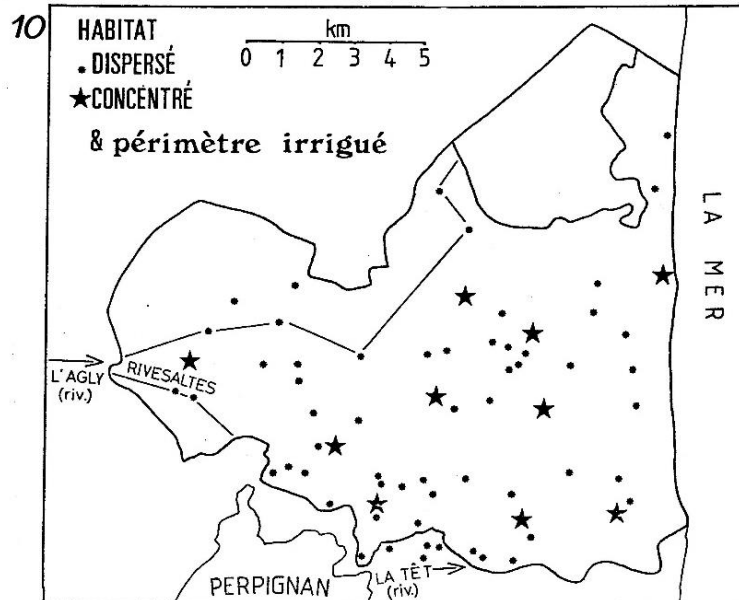 10
HABITAT
• DISPERSÉ
★ CONCENTRÉ
& périmètre irrigué
km
0 1 2 3 4 5
LA MER
L'AGLY
(riv.)
RIVESALTES
PERPIGNAN
LA TÊT
(riv.)